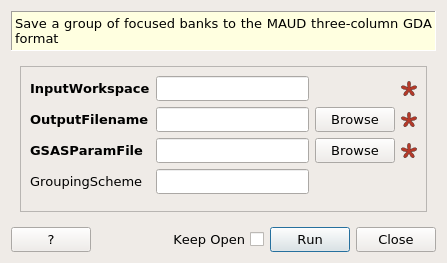 Save a group of focused banks to the MAUD three-column GDA
format
InputWorkspace
OutputFilename Browse
GSASParamFile Browse
GroupingScheme
? Keep Open Run Close